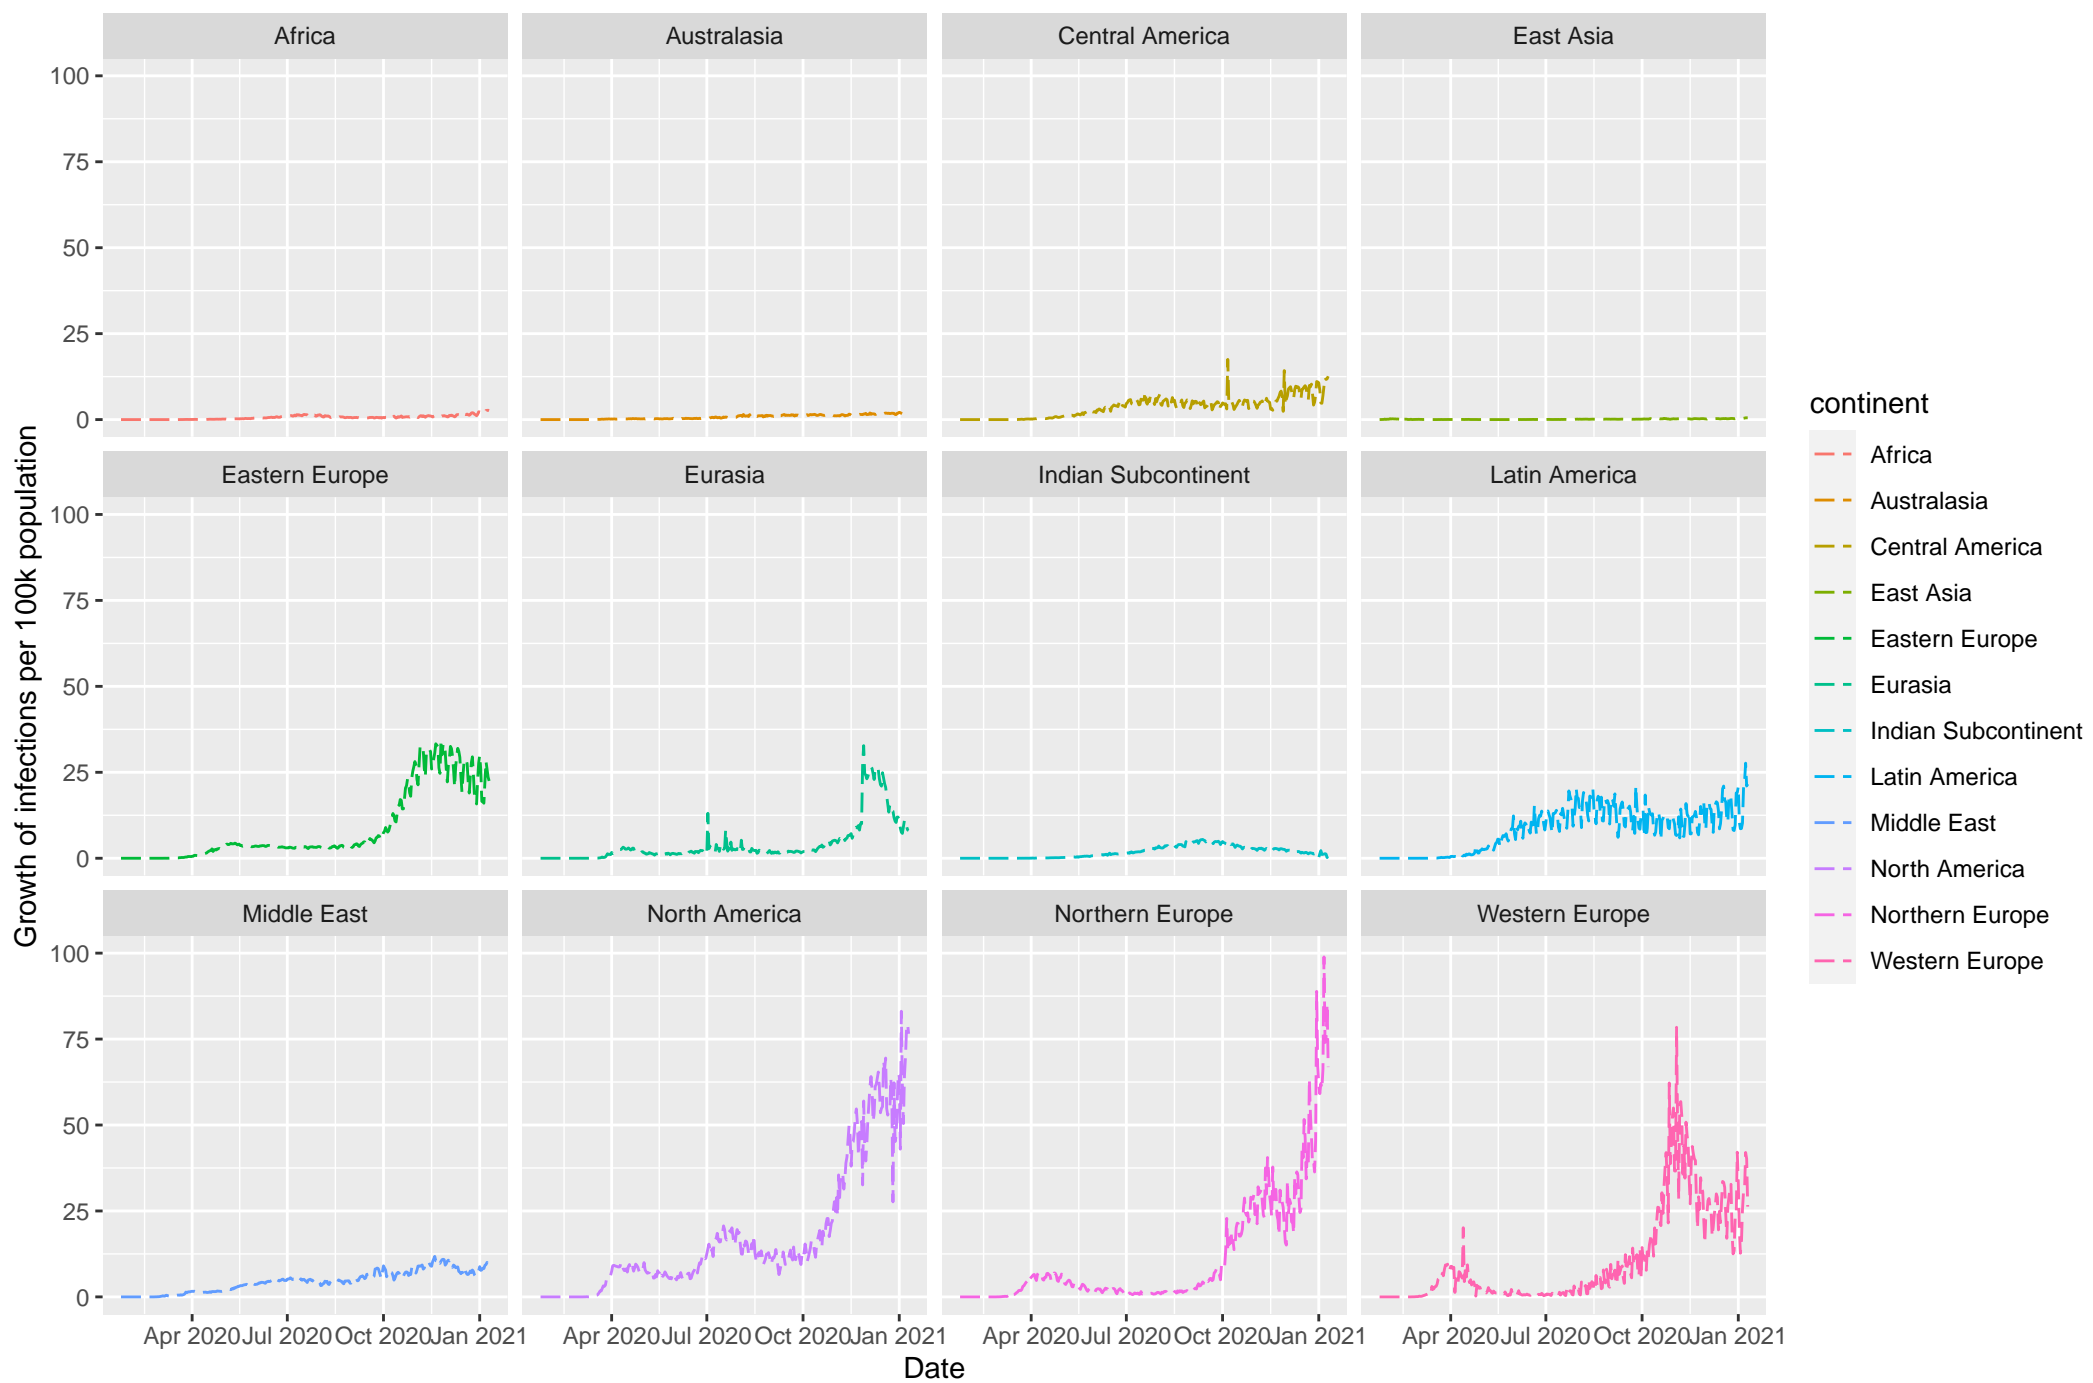 Africa
Australasia
Central America
East Asia
100
75
50
25
0
Eastern Europe
Eurasia
Indian Subcontinent
Latin America
100
75
50
25
0
Middle East
North America
Northern Europe
Western Europe
100
75
50
25
0
Apr 2020 Jul 2020 Oct 2020 Jan 2021
Apr 2020 Jul 2020 Oct 2020 Jan 2021
Apr 2020 Jul 2020 Oct 2020 Jan 2021
Apr 2020 Jul 2020 Oct 2020 Jan 2021
Date
Growth of infections per 100k population
continent
Africa
Australasia
Central America
East Asia
Eastern Europe
Eurasia
Indian Subcontinent
Latin America
Middle East
North America
Northern Europe
Western Europe